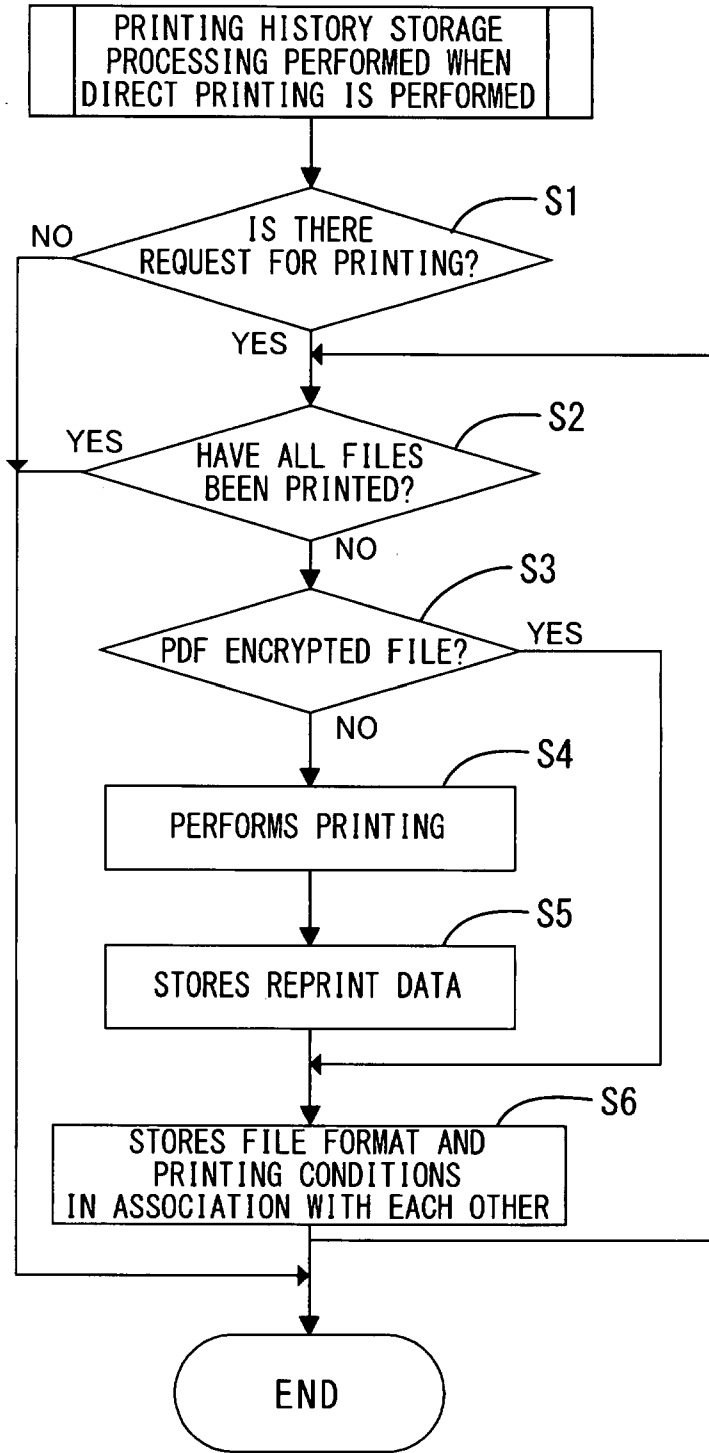 PRINTING HISTORY STORAGE
PROCESSING PERFORMED WHEN
DIRECT PRINTING IS PERFORMED
S1
NO
IS THERE
REQUEST FOR PRINTING?
YES
S2
YES
HAVE ALL FILES
BEEN PRINTED?
NO
S3
YES
PDF ENCRYPTED FILE?
NO
S4
PERFORMS PRINTING
S5
STORES REPRINT DATA
S6
STORES FILE FORMAT AND
PRINTING CONDITIONS
IN ASSOCIATION WITH EACH OTHER
END